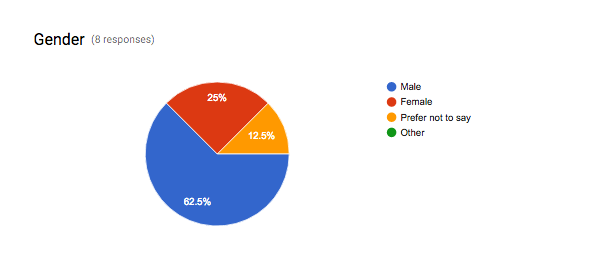 Gender (8 responses)
25%
12.5%
62.5%
Male
Female
Prefer not to say
Other